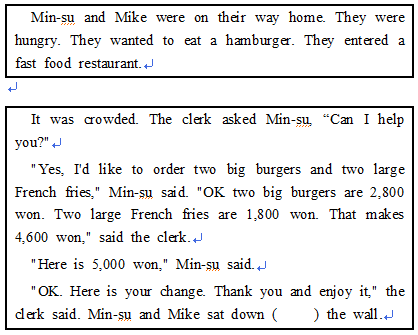 Min-su and Mike were on their way home. They were
hungry. They wanted to eat a hamburger. They entered a
fast food restaurant.
It was crowded. The clerk asked Min-su, “Can I help
you?"
"Yes, I'd like to order two big burgers and two large
French fries," Min-su said. "OK two big burgers are 2,800
won. Two large French fries are 1,800 won. That makes
4,600 won," said the clerk.
"Here is 5,000 won," Min-su said.
"OK. Here is your change. Thank you and enjoy it," the
clerk said. Min-su and Mike sat down (      ) the wall.